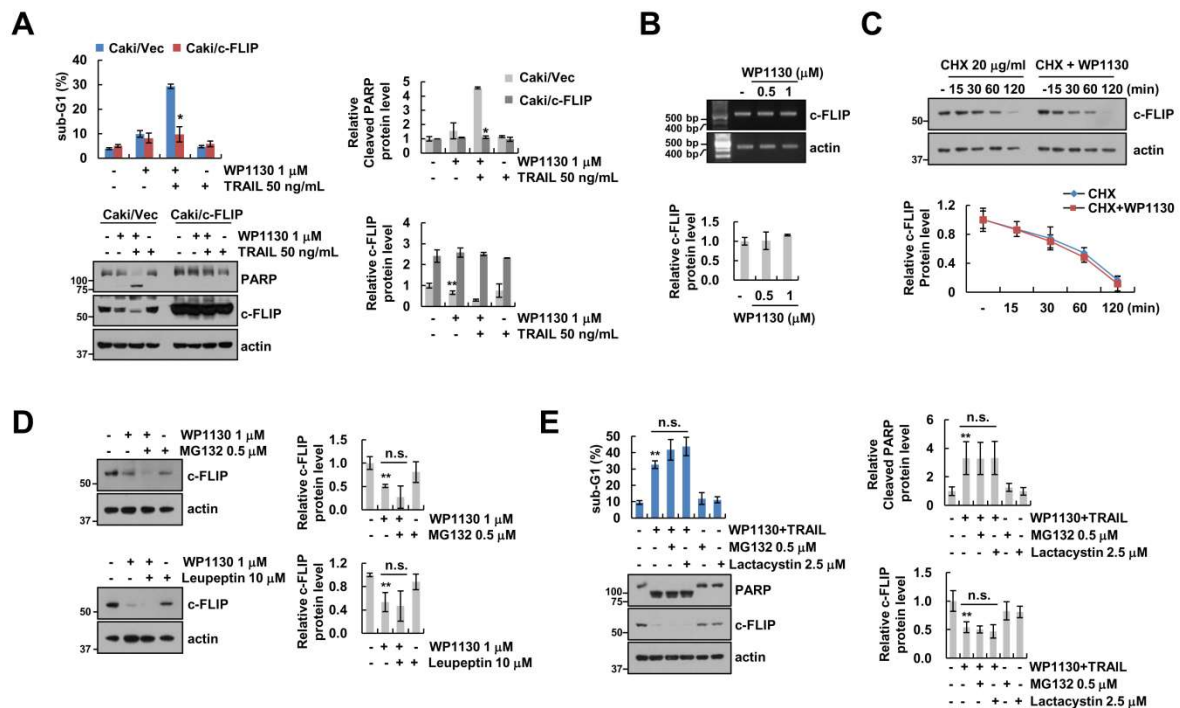 A
Caki/Vec Caki/c-FLIP
sub-G1 (%)
40
30
20
10
0
*
- + + - WP1130 1 μM
- - + + TRAIL 50 ng/mL
Relative
Cleaved PARP
protein level
6
5
4
3
2
1
0
*
Caki/Vec
Caki/c-FLIP
- + + - WP1130 1 μM
- - + + TRAIL 50 ng/mL
Caki/Vec Caki/c-FLIP
- + + - - + + - WP1130 1 μM
- - + + - - + + TRAIL 50 ng/mL
100
75
PARP
50
c-FLIP
37
actin
Relative c-FLIP
protein level
4
3
2
1
0
**
- + + - WP1130 1 μM
- - + + TRAIL 50 ng/mL
B
WP1130 (μM)
- 0.5 1
500 bp
400 bp
c-FLIP
500 bp
400 bp
actin
Relative c-FLIP
protein level
1.5
1.0
0.5
0.0
- 0.5 1
WP1130 (μM)
C
CHX 20 μg/ml CHX + WP1130
- 15 30 60 120 - 15 30 60 120 (min)
50
c-FLIP
37
actin
Relative c-FLIP
Protein level
1.2
0.8
0.4
0.0
CHX
CHX+WP1130
- 15 30 60 120 (min)
D
- + + - WP1130 1 μM
- - + + MG132 0.5 μM
50
c-FLIP
37
actin
Relative c-FLIP
protein level
1.5
1.0
0.5
0.0
n.s.
**
- + + - WP1130 1 μM
- - + + MG132 0.5 μM
- + + - WP1130 1 μM
- - + + Leupeptin 10 μM
50
c-FLIP
37
actin
Relative c-FLIP
protein level
1.2
0.8
0.4
0.0
n.s.
**
- + + - WP1130 1 μM
- - + + Leupeptin 10 μM
E
sub-G1 (%)
50
40
30
20
10
0
n.s.
**
- + + + - - WP1130+TRAIL
- - + - + - MG132 0.5 μM
- - - + - + Lactacystin 2.5 μM
100
75
PARP
50
c-FLIP
37
actin
Relative
Cleaved PARP
protein level
6
4
2
0
n.s.
**
- + + + - - WP1130+TRAIL
- - + - + - MG132 0.5 μM
- - - + - + Lactacystin 2.5 μM
Relative c-FLIP
protein level
1.5
1.0
0.5
0.0
n.s.
**
- + + + - - WP1130+TRAIL
- - + - + - MG132 0.5 μM
- - - + - + Lactacystin 2.5 μM